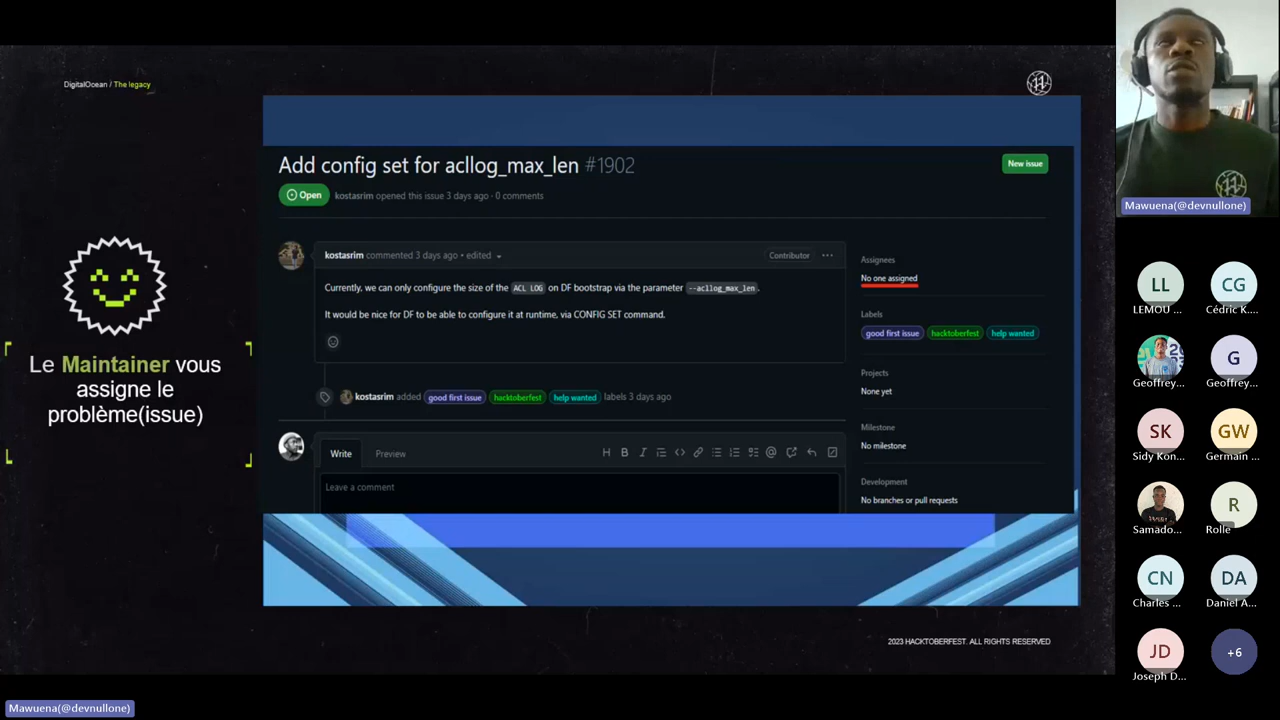 DigitalOcean / The legacy
Add config set for acllog_max_len #1902
New issue
Open
kostasrim opened this issue 3 days ago · 0 comments
kostasrim commented 3 days ago • edited
Contributor
Currently, we can only configure the size of the ACL LOG on DF bootstrap via the parameter --acllog_max_len.
It would be nice for DF to be able to configure it at runtime, via CONFIG SET command.
Assignees
No one assigned
Labels
good first issue hacktoberfest help wanted
Projects
None yet
Milestone
No milestone
Development
No branches or pull requests
kostasrim added good first issue hacktoberfest help wanted labels 3 days ago
Write Preview
Leave a comment
Le Maintainer vous
assigne le
problème(issue)
2023 HACKTOBERFEST. ALL RIGHTS RESERVED
Mawuena(@devnullone)
Mawuena(@devnullone)
LL
LEMOU ...
CG
Cédric K...
Geoffrey...
G
Geoffrey...
SK
Sidy Kon...
GW
Germain ...
Samado...
R
Rolle
CN
Charles ...
DA
Daniel A...
JD
Joseph D...
+6